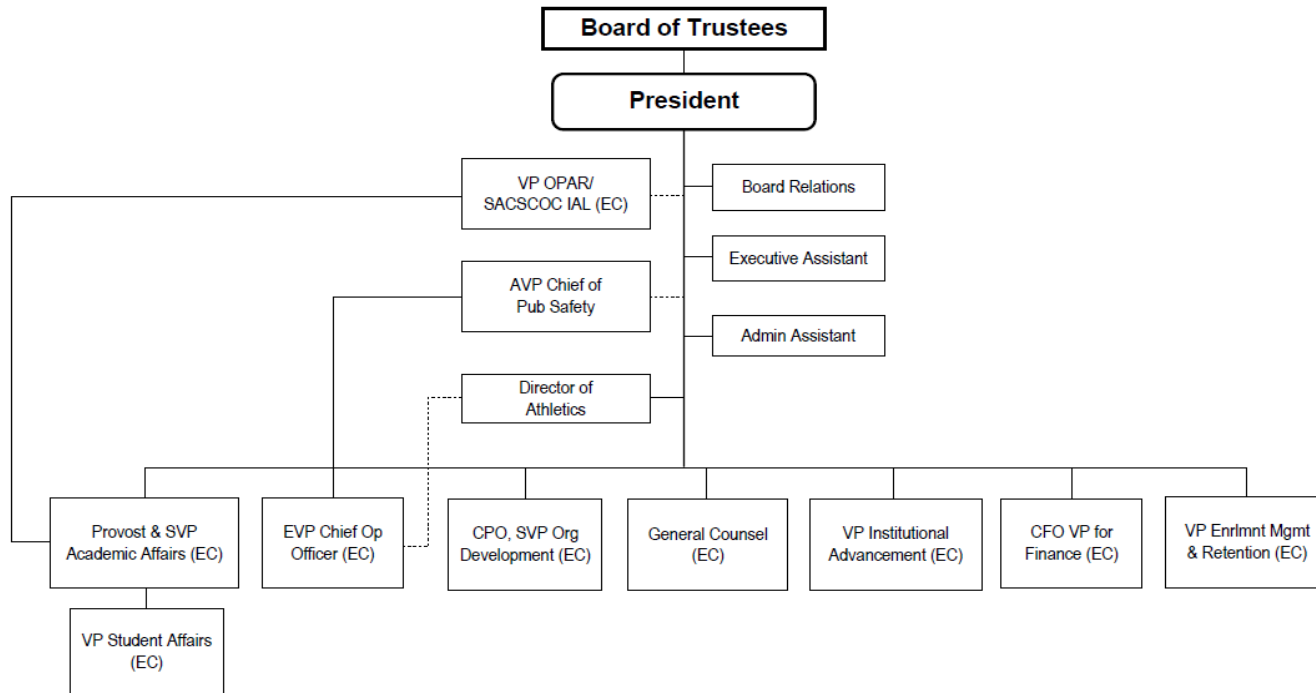 Board of Trustees
President
VP OPAR/
SACSCOC IAL (EC)
Board Relations
Executive Assistant
AVP Chief of
Pub Safety
Admin Assistant
Director of
Athletics
Provost & SVP
Academic Affairs (EC)
EVP Chief Op
Officer (EC)
CPO, SVP Org
Development (EC)
General Counsel
(EC)
VP Institutional
Advancement (EC)
CFO VP for
Finance (EC)
VP Enrlmnt Mgmt
& Retention (EC)
VP Student Affairs
(EC)